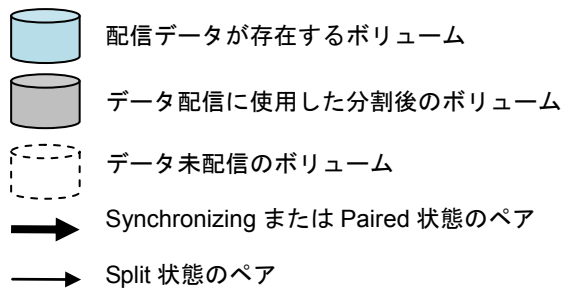 配信データが存在するボリューム
データ配信に使用した分割後のボリューム
データ未配信のボリューム
Synchronizing または Paired 状態のペア
Split 状態のペア